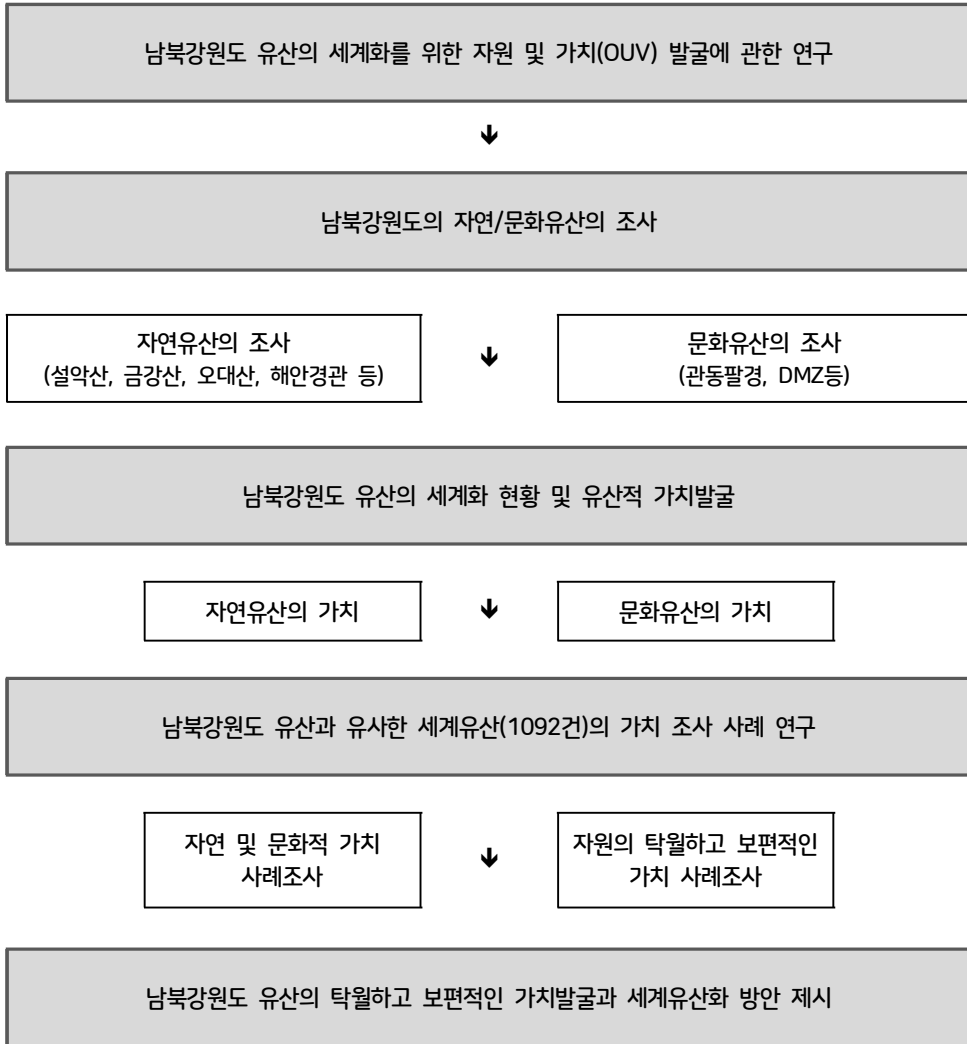 남북강원도 유산의 세계화를 위한 자원 및 가치(OUV) 발굴에 관한 연구
남북강원도의 자연/문화유산의 조사
자연유산의 조사
(설악산, 금강산, 오대산, 해안경관 등)
문화유산의 조사
(관동팔경, DMZ등)
남북강원도 유산의 세계화 현황 및 유산적 가치발굴
자연유산의 가치
문화유산의 가치
남북강원도 유산과 유사한 세계유산(1092건)의 가치 조사 사례 연구
자연 및 문화적 가치
사례조사
자원의 탁월하고 보편적인
가치 사례조사
남북강원도 유산의 탁월하고 보편적인 가치발굴과 세계유산화 방안 제시